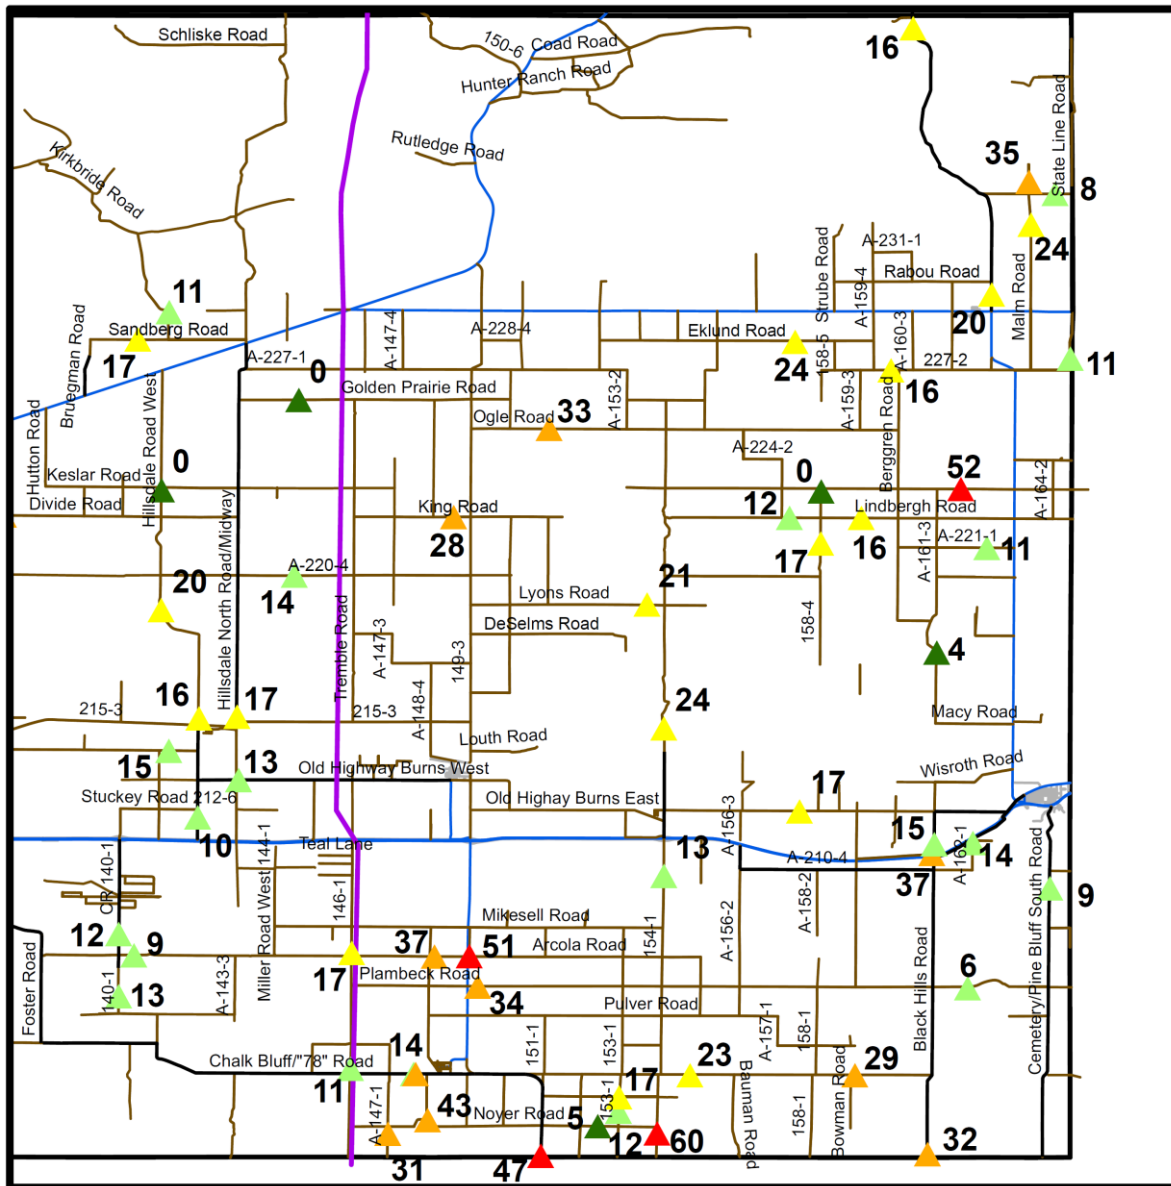 Schliske Road
150-6
Coad Road
16
Hunter Ranch Road
Kirkbride Road
Rutledge Road
35
State Line Road
8
24
A-231-1
Strube Road
Rabou Road
A-159-4
Malm Road
11
Sandberg Road
Bruegman Road
17
A-147-4
A-228-4
Eklund Road
20
24
158-5
A-160-3
227-2
11
A-227-1
0
Golden Prairie Road
A-153-2
A-159-3
16
Hillsdale Road West
Ogle Road
33
Berggren Road
Hutton Road
A-224-2
0
Keslar Road
0
52
A-164-2
Divide Road
King Road
28
12
Lindbergh Road
16
17
A-161-3
A-221-1
11
Hillsdale North Road/Midway
A-220-4
14
20
21
Lyons Road
DeSelms Road
158-4
Tremble Road
A-147-3
149-3
4
A-148-4
16
17
215-3
215-3
24
Macy Road
Louth Road
15
13
Old Highway Burns West
Wisroth Road
Stuckey Road 212-6
Old Highay Burns East
17
A-156-3
10
Teal Lane
144-1
13
A-210-4
15
37
A-162-1
14
CR 140-1
146-1
A-158-2
9
12
9
Miller Road West
Mikesell Road
37
51
Arcola Road
154-1
A-156-2
Cemetery/Pine Bluff South Road
Foster Road
140-1
13
A-143-3
17
Plambeck Road
34
6
Pulver Road
Black Hills Road
A-157-1
158-1
151-1
153-1
Chalk Bluff/"78" Road
14
11
23
29
A-147-1
43
Noyer Road
5
153-1
17
12
60
Bauman Road
158-1
Bowman Road
31
47
32